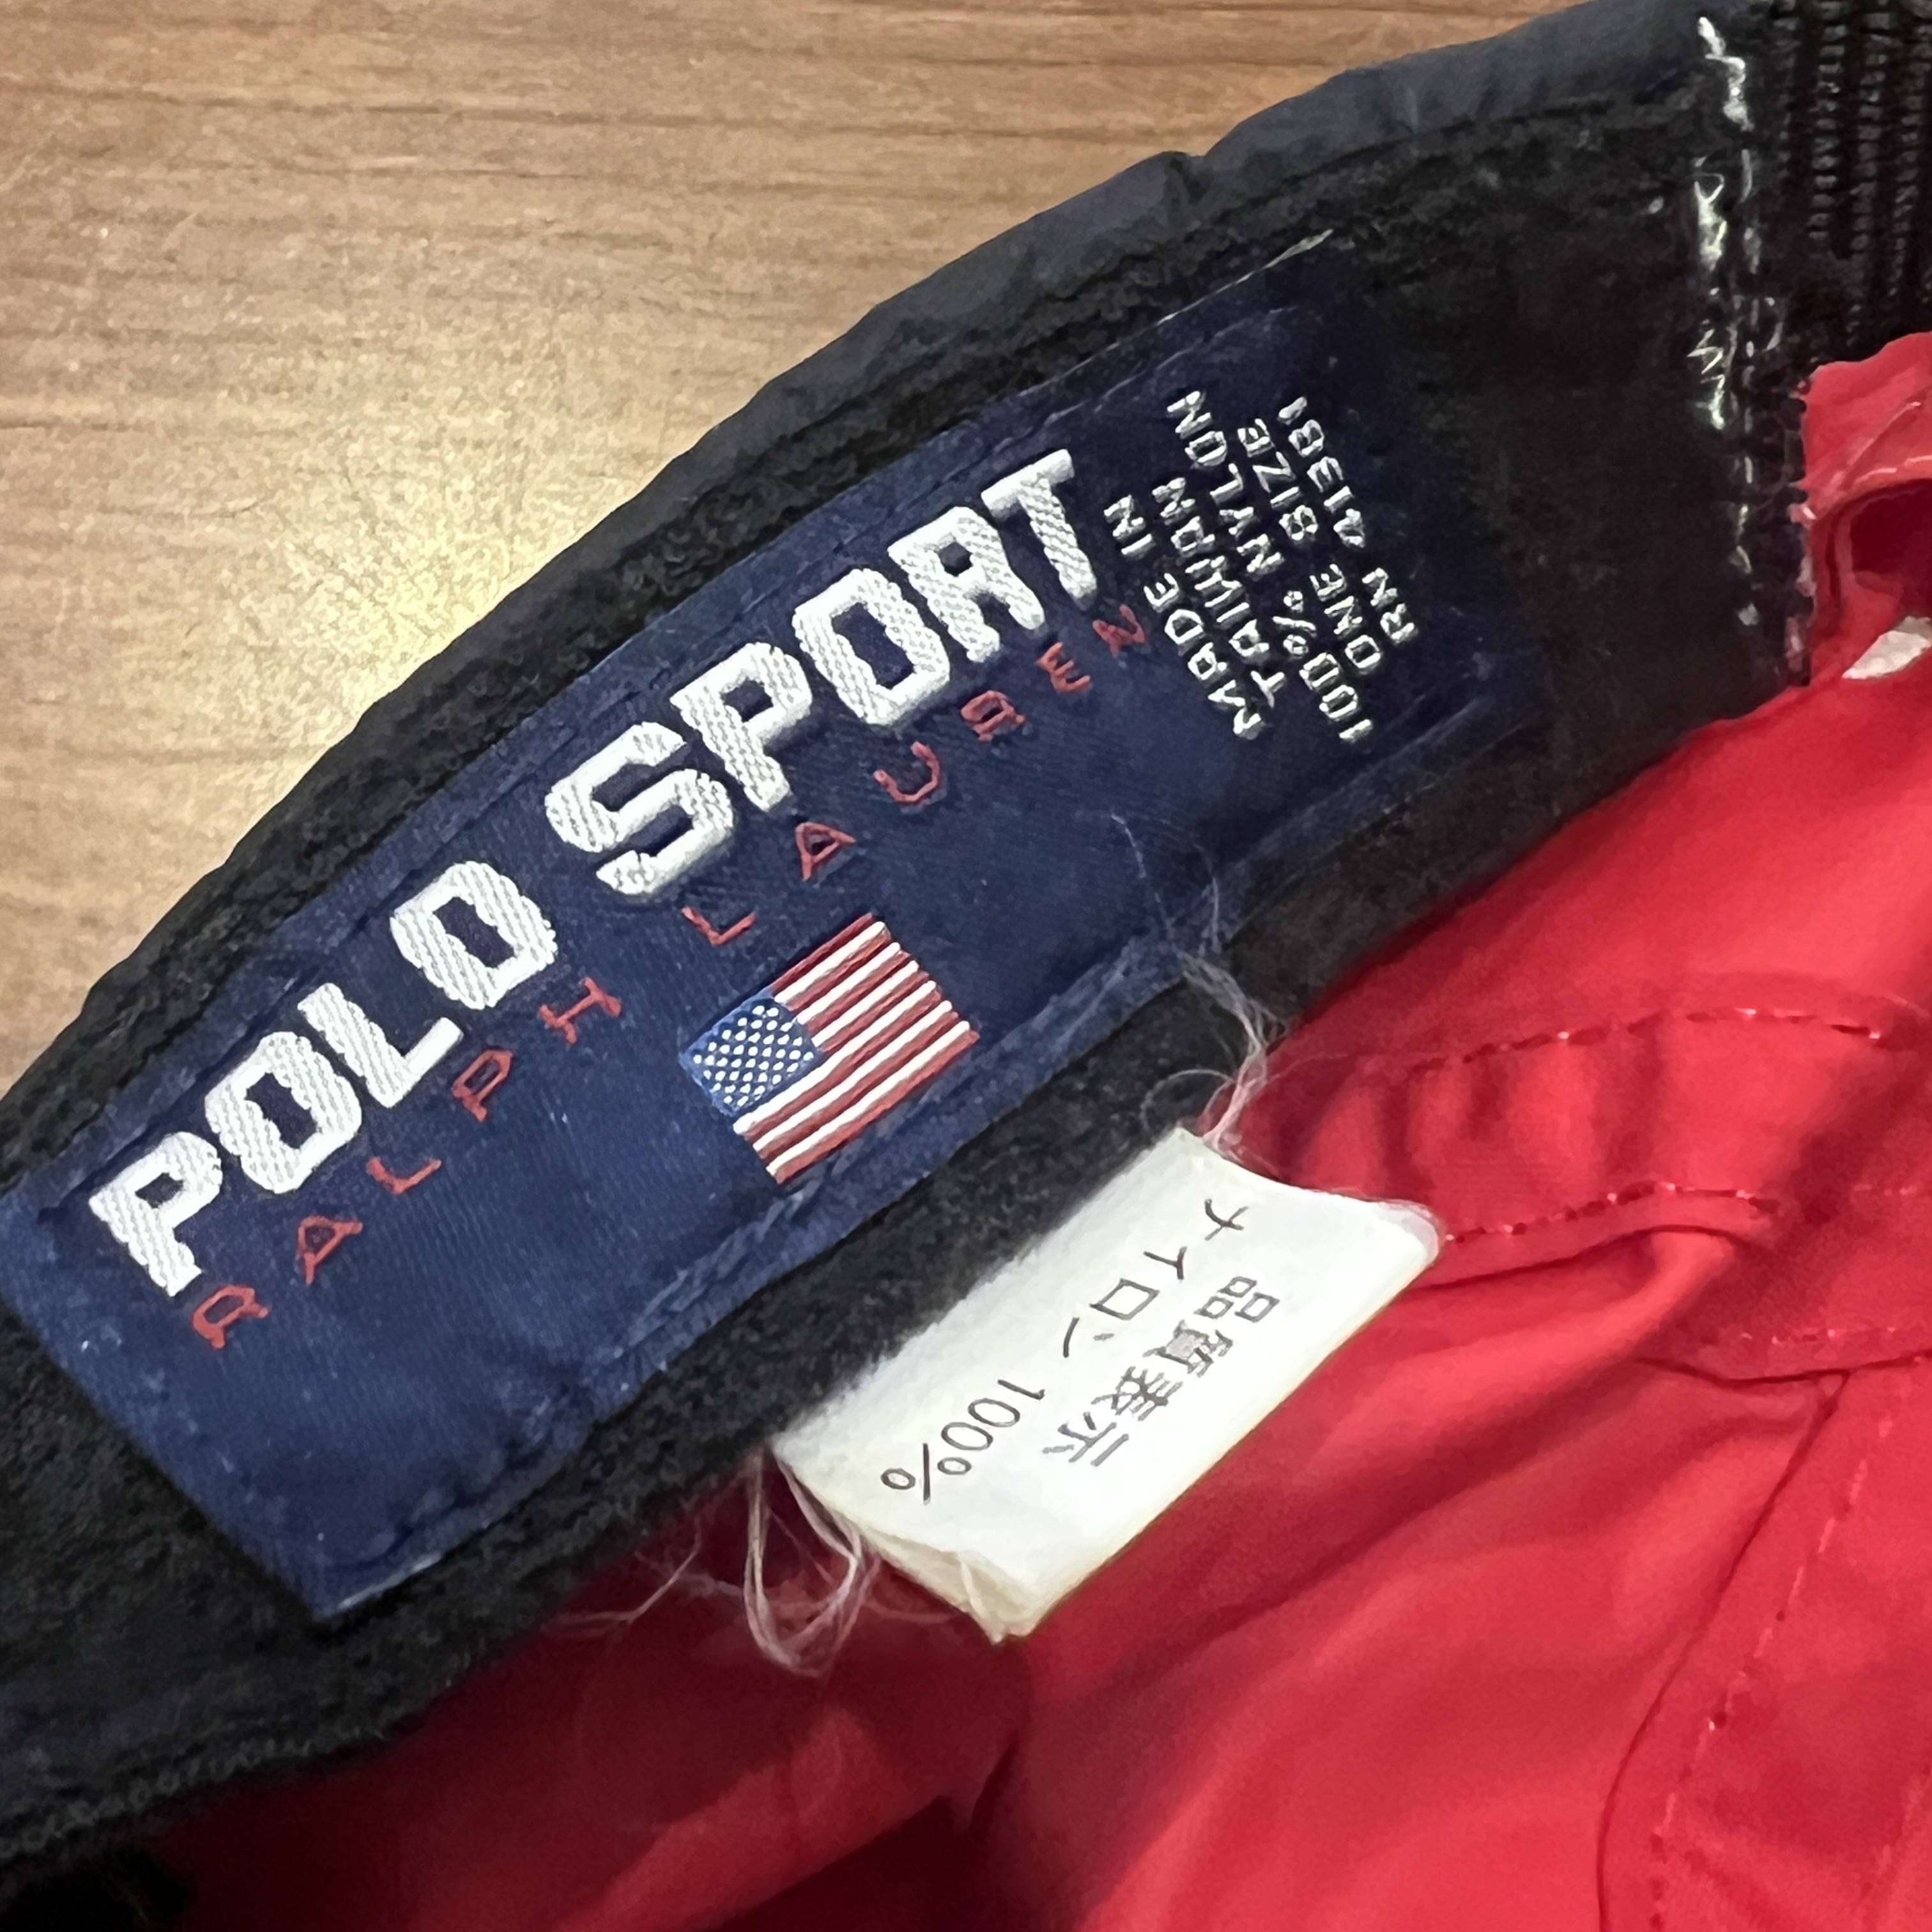 POLO SPORT
RALPH LAUREN
MADE IN
TAIWAN
100% NYLON
ONE SIZE
RN 41381
品質表示
ナイロン 100%